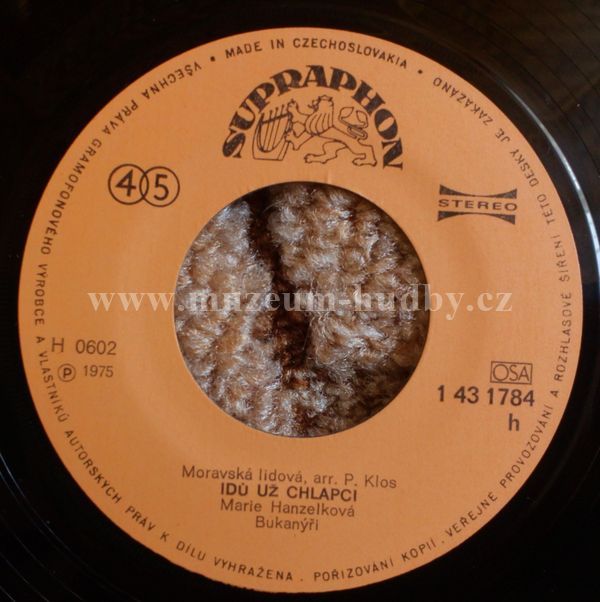 VŠECHNA PRÁVA GRAMOFONOVÉHO VÝROBCE A VLASTNÍKŮ AUTORSKÝCH PRÁV K DÍLU VYHRAŽENA. POŘIZOVÁNÍ KOPIÍ, VEŘEJNÉ PROVOZOVÁNÍ A ROZHLASOVÉ ŠÍŘENÍ TÉTO DESKY JE ZAKÁZÁNO
• MADE IN CZECHOSLOVAKIA •
SUPRAPHON
45
STEREO
www.muzeum-hudby.cz
H 0602
Ⓟ 1975
OSA
1 43 1784
h
Moravská lidová, arr. P. Klos
IDŮ UŽ CHLAPCI
Marie Hanzelková
Bukanýři